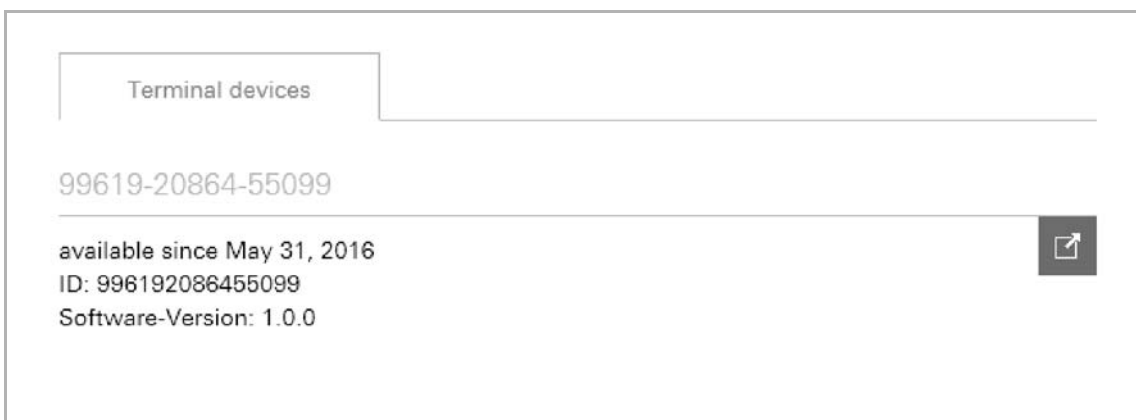 Terminal devices
99619-20864-55099
available since May 31, 2016
ID: 996192086455099
Software-Version: 1.0.0